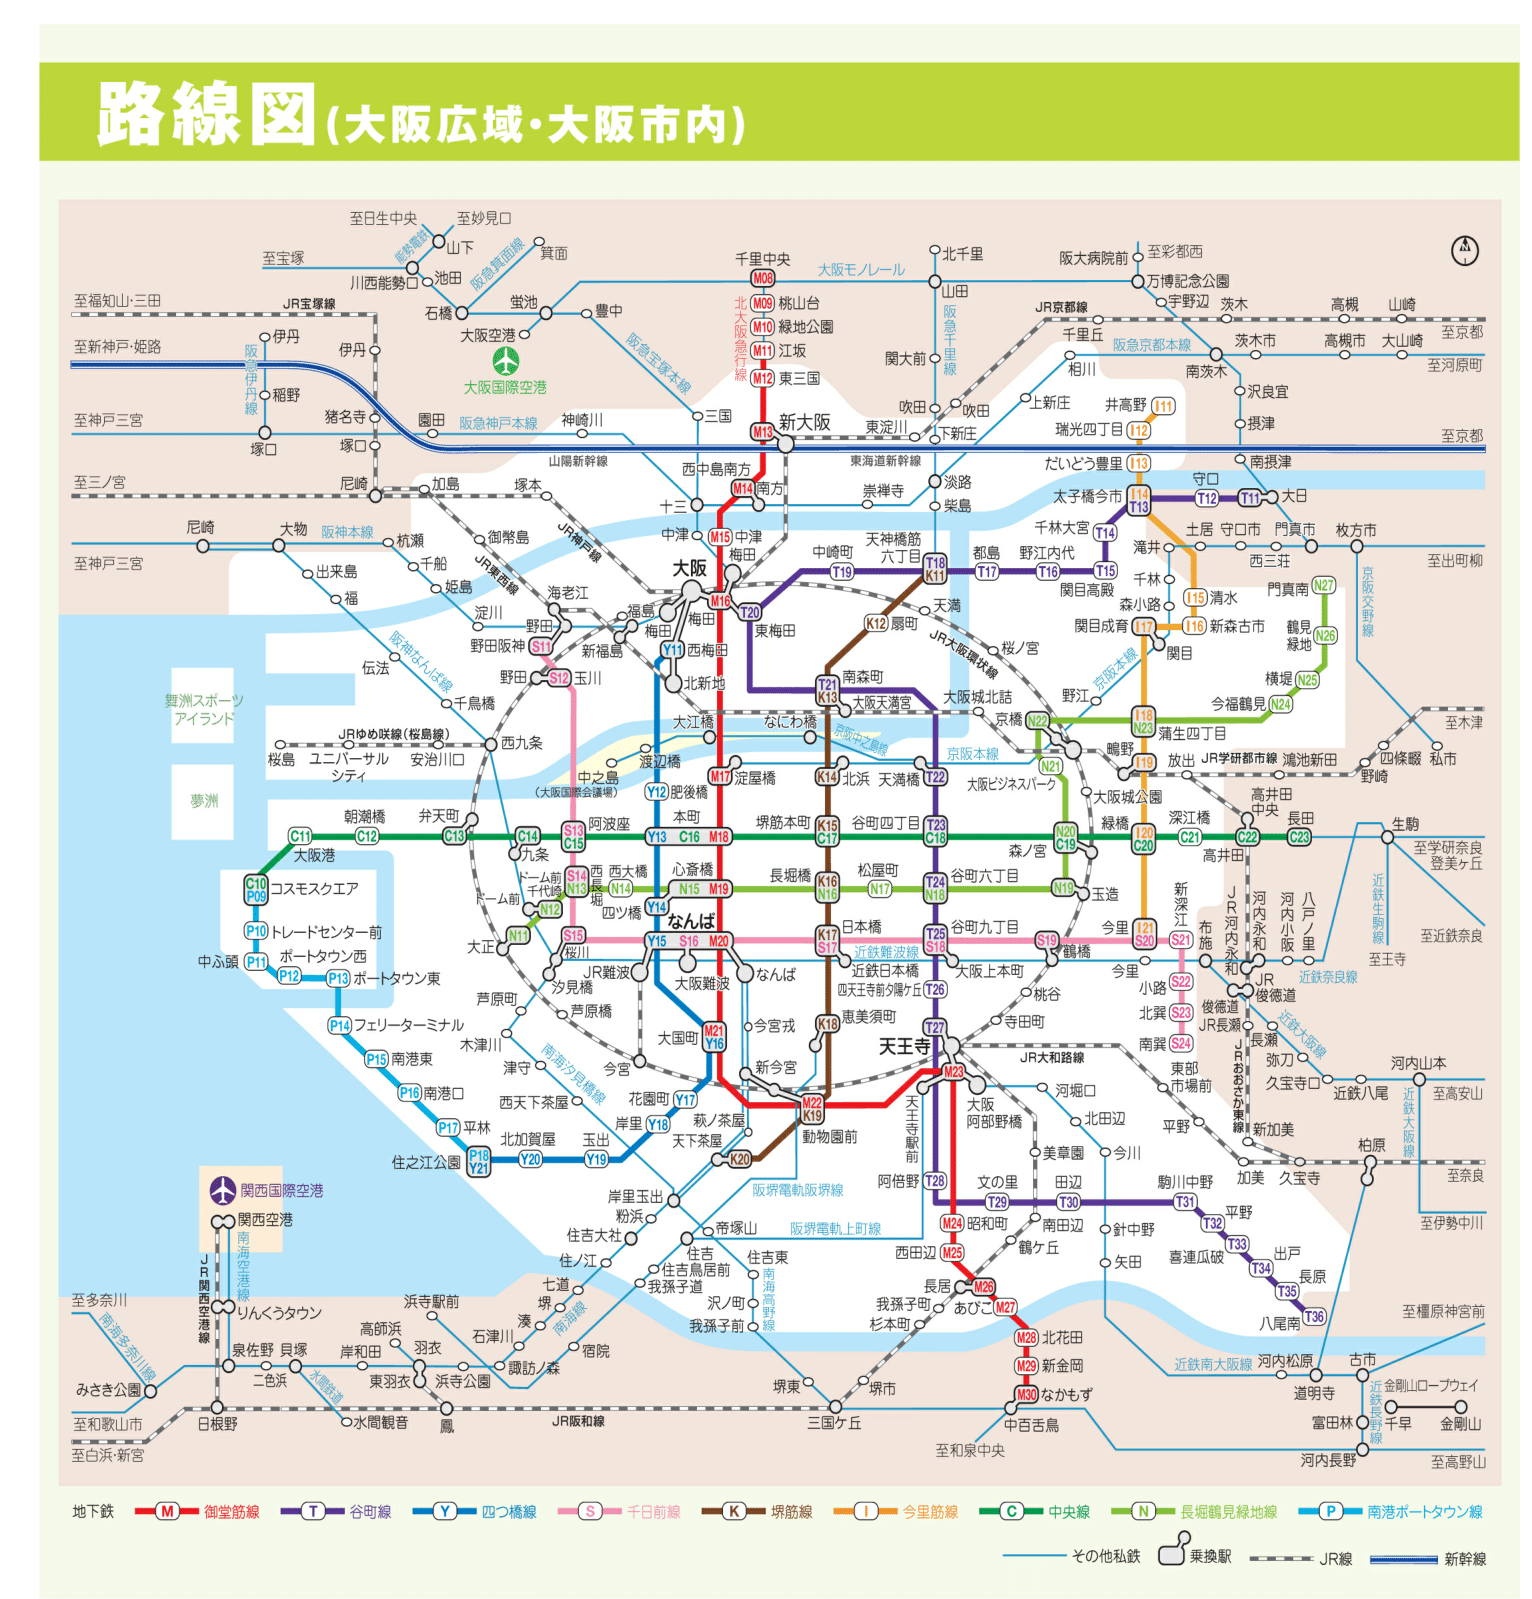 路線図(大阪広域・大阪市内)
至日生中央
至妙見口
能勢電鉄
山下
阪急箕面線
箕面
至宝塚
川西能勢口
池田
石橋
蛍池
豊中
大阪空港
大阪国際空港
千里中央
M08
大阪モノレール
北千里
山田
阪大病院前
至彩都西
万博記念公園
宇野辺
至福知山・三田
JR宝塚線
北大阪急行線
M09
桃山台
M10
緑地公園
M11
江坂
M12
東三国
阪急千里線
関大前
吹田
吹田
JR京都線
千里丘
茨木
高槻
山崎
至京都
阪急京都本線
茨木市
高槻市
大山崎
至河原町
南茨木
相川
上新庄
沢良宜
摂津
南摂津
至新神戸・姫路
阪急伊丹線
伊丹
伊丹
稲野
猪名寺
塚口
塚口
阪急宝塚本線
三国
至神戸三宮
園田
阪急神戸本線
神崎川
山陽新幹線
M13
新大阪
東淀川
下新庄
東海道新幹線
至京都
井高野
I11
瑞光四丁目
I12
だいどう豊里
I13
西中島南方
M14
南方
崇禅寺
淡路
柴島
至三ノ宮
尼崎
加島
塚本
十三
太子橋今市
I14
T13
守口
T12
T11
大日
尼崎
大物
阪神本線
杭瀬
至神戸三宮
御幣島
JR神戸線
JR東西線
中津
M15
中津
梅田
天神橋筋
六丁目
千林大宮
T14
滝井
土居
守口市
門真市
枚方市
西三荘
至出町柳
出来島
福
千船
姫島
淀川
大阪
M16
中崎町
T19
T18
K11
都島
T17
野江内代
T16
T15
関目高殿
千林
森小路
I15
清水
門真南
N27
京阪交野線
海老江
野田
福島
梅田
梅田
T20
東梅田
K12
扇町
天満
JR大阪環状線
関目成育
I17
I16
新森古市
関目
鶴見
緑地
N26
横堤
N25
阪神なんば線
伝法
千鳥橋
野田阪神
S11
新福島
Y11
西梅田
北新地
野田
S12
玉川
T21
K13
南森町
大阪天満宮
桜ノ宮
京阪本線
野江
大阪城北詰
京橋
N22
今福鶴見
N24
I18
N23
蒲生四丁目
舞洲スポーツ
アイランド
JRゆめ咲線(桜島線)
桜島
ユニバーサル
シティ
安治川口
西九条
大江橋
なにわ橋
京阪中之島線
渡辺橋
中之島
(大阪国際会議場)
京阪本線
N21
大阪ビジネスパーク
鴫野
I19
放出
JR学研都市線
鴻池新田
四條畷
野崎
私市
至木津
夢洲
Y12
肥後橋
M17
淀屋橋
K14
北浜
天満橋
T22
大阪城公園
高井田
中央
朝潮橋
C11
C12
大阪港
弁天町
C13
C14
九条
S13
C15
阿波座
本町
Y13
C16
M18
堺筋本町
K15
C17
谷町四丁目
T23
C18
N20
C19
森ノ宮
緑橋
I20
C20
深江橋
C21
高井田
C22
長田
C23
生駒
至学研奈良
登美ヶ丘
C10
P09
コスモスクエア
ドーム前
千代崎
ドーム前
S14
N13
西長堀
西大橋
N14
心斎橋
N15
M19
Y14
四ツ橋
長堀橋
K16
N16
松屋町
N17
谷町六丁目
T24
N18
N19
玉造
新深江
JR河内永和
河内永和
河内小阪
八戸ノ里
近鉄生駒線
至近鉄奈良
至王寺
P10
トレードセンター前
N12
N11
大正
S15
桜川
汐見橋
なんば
Y15
S16
M20
日本橋
K17
S17
谷町九丁目
T25
S18
S19
鶴橋
今里
I21
S20
S21
布施
中ふ頭
P11
ポートタウン西
P12
P13
ポートタウン東
JR難波
大阪難波
なんば
近鉄難波線
近鉄日本橋
大阪上本町
今里
JR
俊徳道
近鉄奈良線
四天王寺前夕陽ケ丘
T26
桃谷
小路
S22
北巽
S23
南巽
S24
俊徳道
JR長瀬
長瀬
弥刀
久宝寺口
近鉄大阪線
P14
フェリーターミナル
芦原町
芦原橋
木津川
津守
今宮
大国町
M21
Y16
今宮戎
K18
恵美須町
T27
天王寺
寺田町
JR大和路線
東部
市場前
JRおおさか東線
P15
南港東
P16
南港口
P17
平林
南海汐見橋線
西天下茶屋
花園町
Y17
新今宮
M22
K19
動物園前
M23
天王寺駅前
大阪
阿部野橋
河堀口
北田辺
今川
平野
新加美
近鉄八尾
河内山本
至高安山
近鉄大阪線
住之江公園
P18
Y21
北加賀屋
Y20
玉出
Y19
岸里
Y18
萩ノ茶屋
天下茶屋
K20
阪堺電軌阪堺線
美章園
加美
久宝寺
柏原
至奈良
至伊勢中川
関西国際空港
関西空港
JR関西空港線
南海空港線
りんくうタウン
岸里玉出
粉浜
住吉大社
住ノ江
七道
堺
湊
石津川
諏訪ノ森
南海線
帝塚山
住吉
住吉鳥居前
我孫子道
阪堺電軌上町線
住吉東
沢ノ町
我孫子前
南海高野線
阿倍野
T28
文の里
T29
田辺
T30
駒川中野
T31
平野
T32
喜連瓜破
T33
出戸
T34
長原
T35
八尾南
T36
M24
昭和町
西田辺
M25
南田辺
鶴ケ丘
針中野
矢田
長居
M26
あびこ
M27
我孫子町
杉本町
至多奈川
南海多奈川線
みさき公園
至和歌山市
至白浜・新宮
浜寺駅前
泉佐野
二色浜
貝塚
岸和田
高師浜
羽衣
東羽衣
浜寺公園
水間鉄道
水間観音
日根野
鳳
JR阪和線
宿院
堺東
堺市
三国ケ丘
M28
北花田
M29
新金岡
M30
なかもず
中百舌鳥
至和泉中央
近鉄南大阪線
河内松原
道明寺
古市
至橿原神宮前
金剛山ロープウェイ
千早
金剛山
富田林
近鉄長野線
河内長野
至高野山
地下鉄
M
御堂筋線
T
谷町線
Y
四つ橋線
S
千日前線
K
堺筋線
I
今里筋線
C
中央線
N
長堀鶴見緑地線
P
南港ポートタウン線
その他私鉄
乗換駅
JR線
新幹線